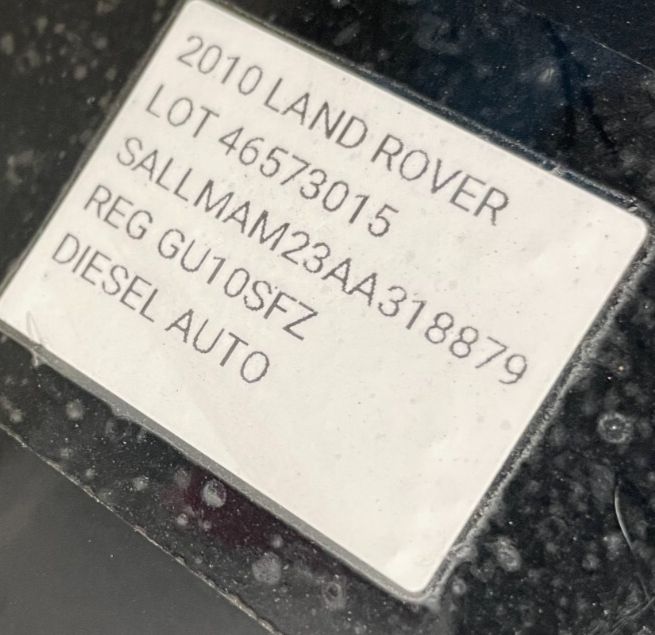 2010 LAND ROVER
LOT 46573015
SALLMAM23AA318879
REG GU10SFZ
DIESEL AUTO